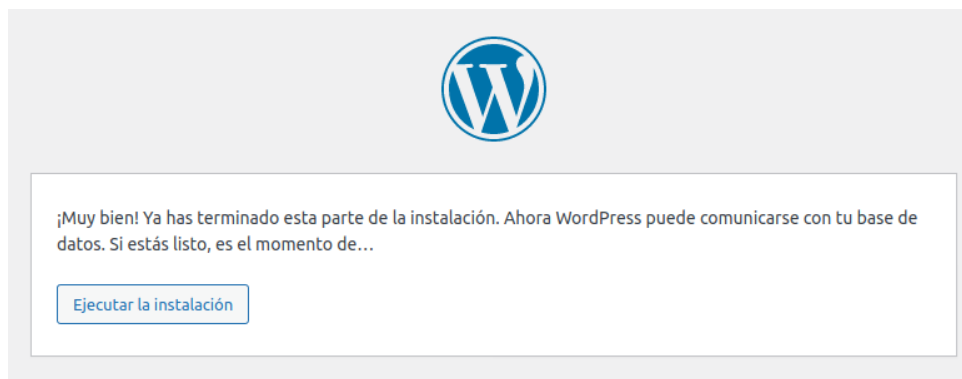 ¡Muy bien! Ya has terminado esta parte de la instalación. Ahora WordPress puede comunicarse con tu base de
datos. Si estás listo, es el momento de…
Ejecutar la instalación